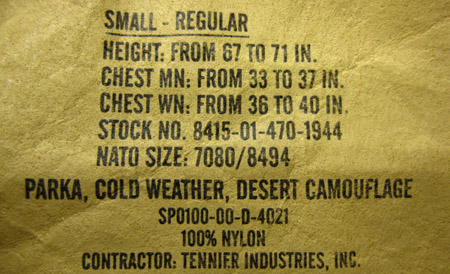 SMALL - REGULAR
HEIGHT: FROM 67 TO 71 IN.
CHEST MN: FROM 33 TO 37 IN.
CHEST WN: FROM 36 TO 40 IN.
STOCK NO. 8415-01-470-1944
NATO SIZE: 7080/8494
PARKA, COLD WEATHER, DESERT CAMOUFLAGE
SPO100-00-D-4021
100% NYLON
CONTRACTOR: TENNIER INDUSTRIES, INC.